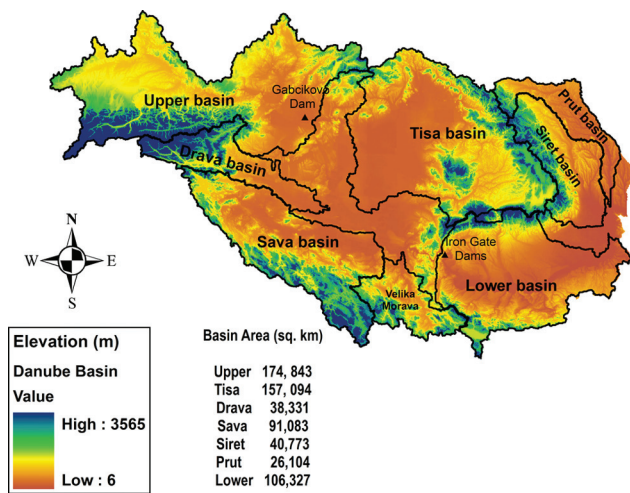 Gabcikovo
Dam
Upper basin
Tisa basin
Prut basin
Siret basin
Drava basin
Sava basin
Iron Gate
Dams
Lower basin
Velika
Morava
N
W E
S
Elevation (m)
Danube Basin
Value
High : 3565
Low : 6
Basin Area (sq. km)
Upper 174, 843
Tisa 157, 094
Drava 38,331
Sava 91,083
Siret 40,773
Prut 26,104
Lower 106,327